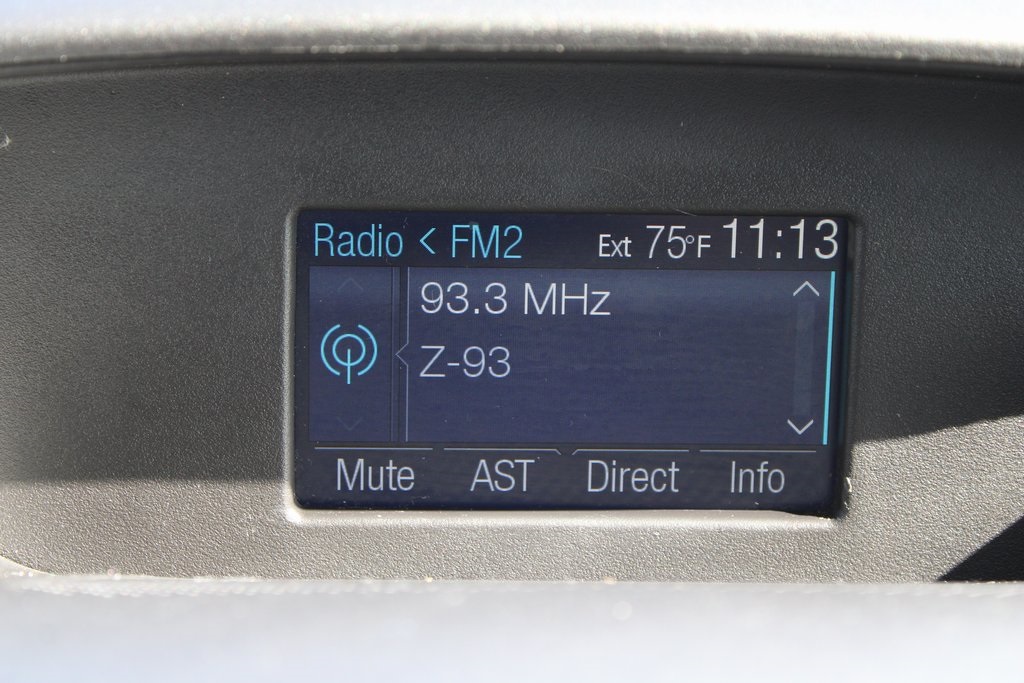 Radio < FM2 Ext 75°F 11:13
93.3 MHz
Z-93
Mute AST Direct Info